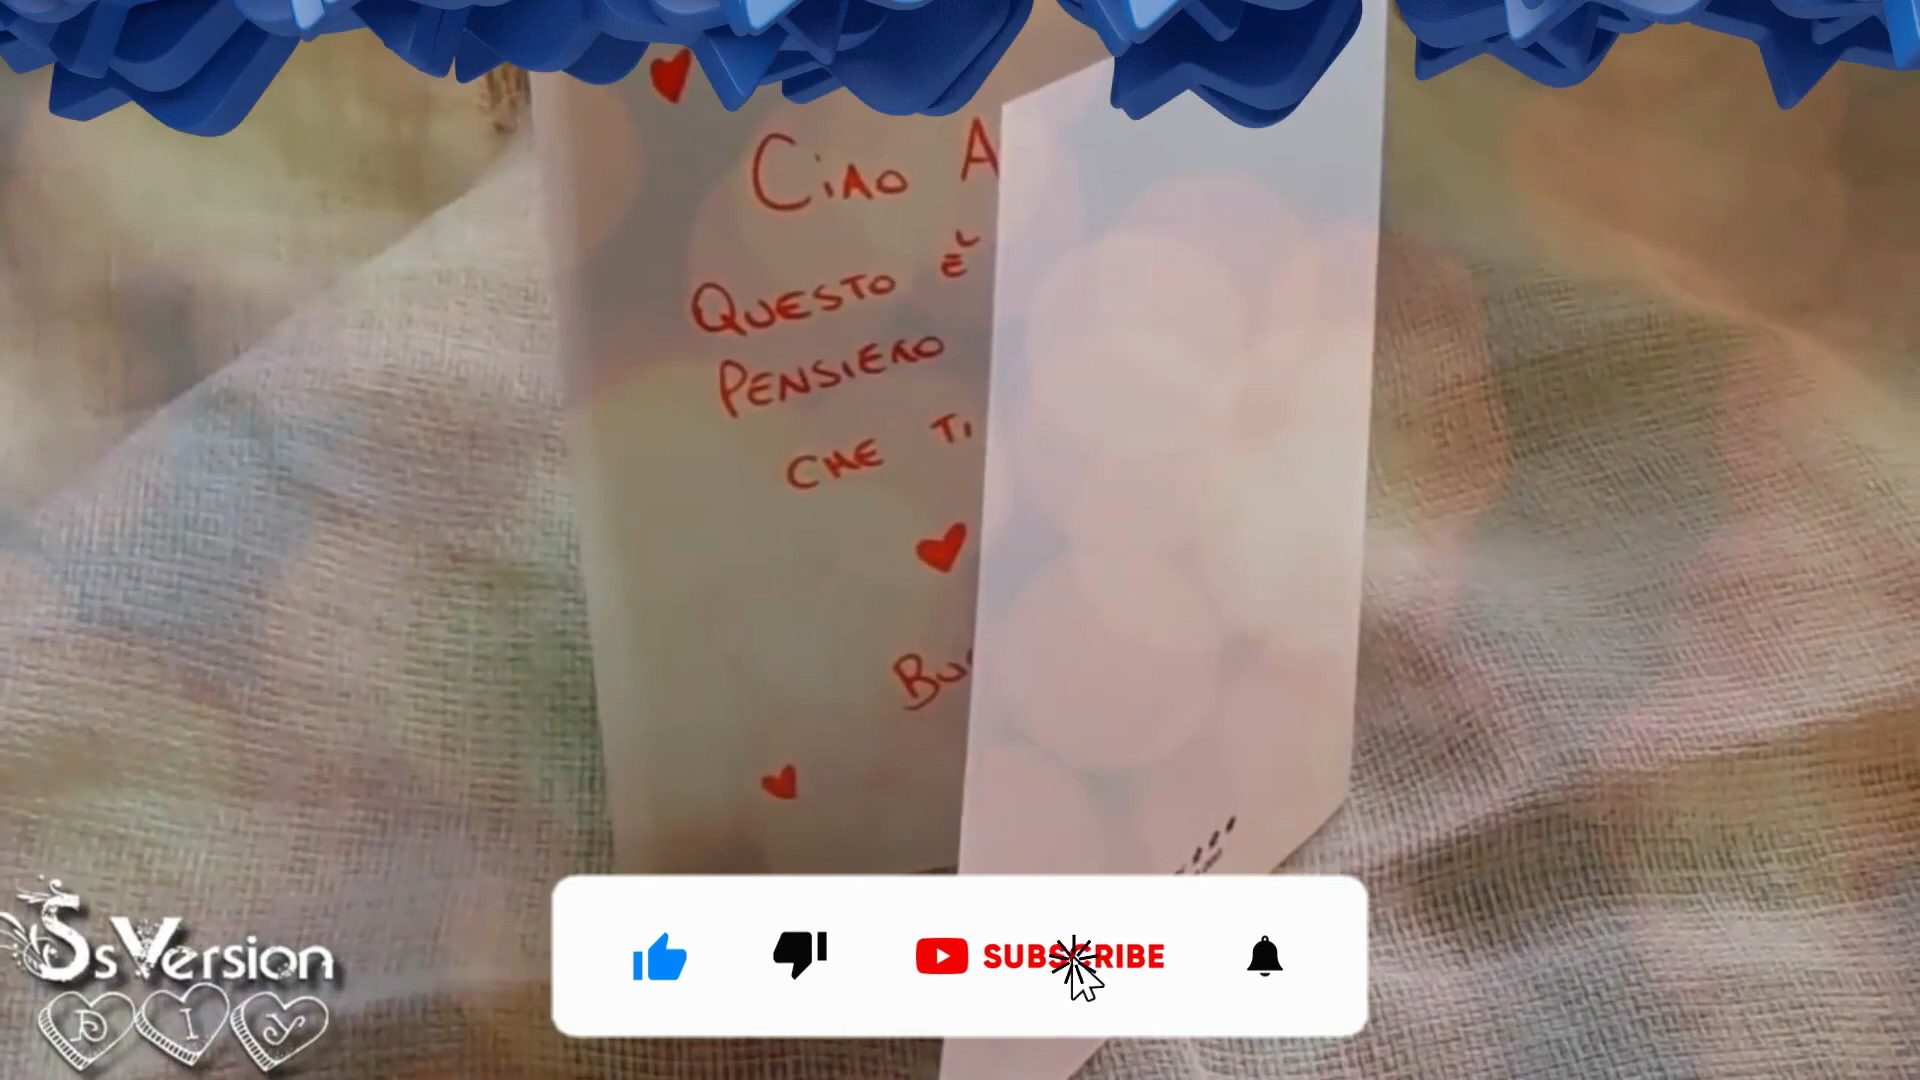 CIAO A
QUESTO È
PENSIERO
CHE TI
SsVersion
DIY
SUBSCRIBE